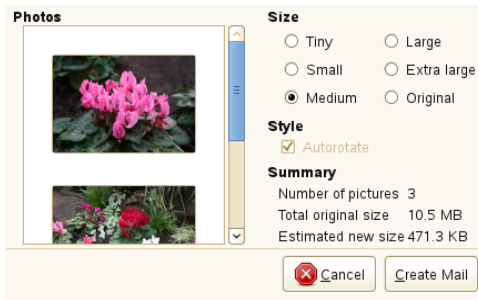 Photos
Size
Tiny
Large
Small
Extra large
Medium
Original
Style
Autorotate
Summary
Number of pictures 3
Total original size 10.5 MB
Estimated new size 471.3 KB
Cancel
Create Mail